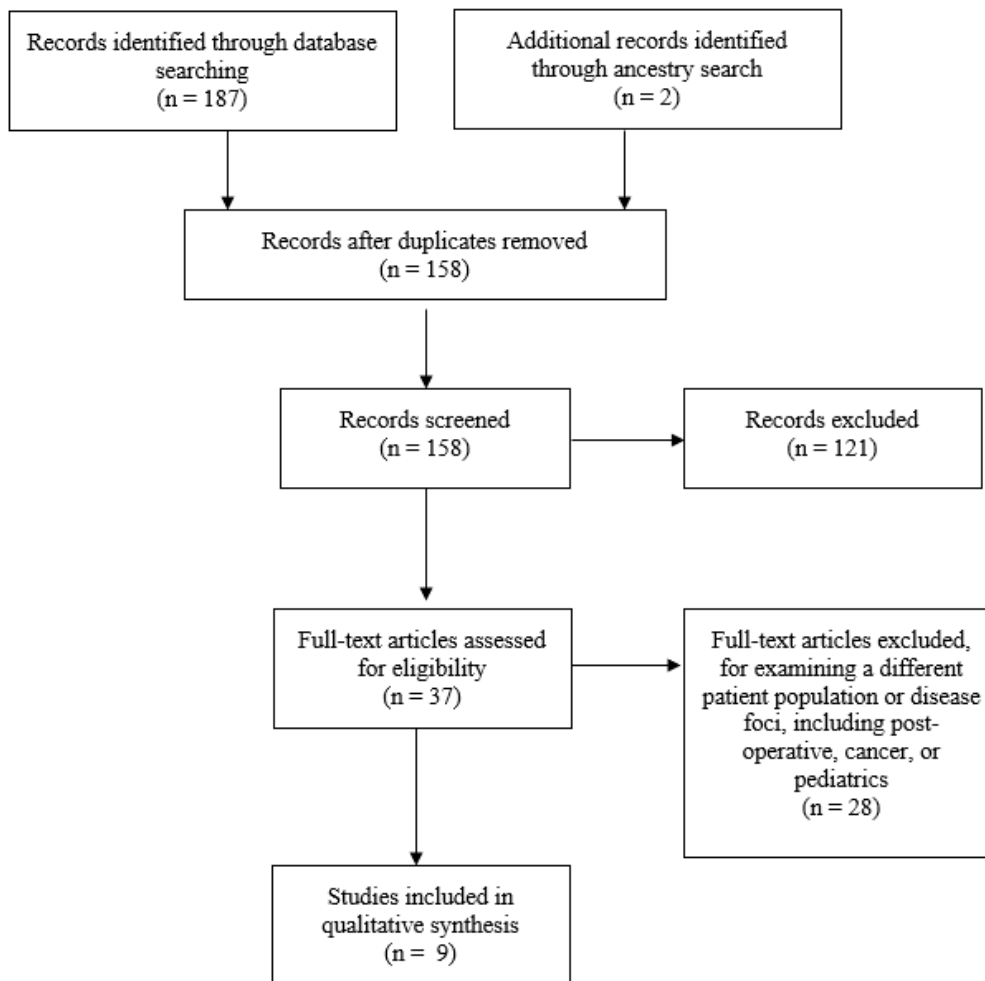 Records identified through database
searching
(n = 187)
Additional records identified
through ancestry search
(n = 2)
Records after duplicates removed
(n = 158)
Records screened
(n = 158)
Records excluded
(n = 121)
Full-text articles assessed
for eligibility
(n = 37)
Full-text articles excluded,
for examining a different
patient population or disease
foci, including post-
operative, cancer, or
pediatrics
(n = 28)
Studies included in
qualitative synthesis
(n =  9)